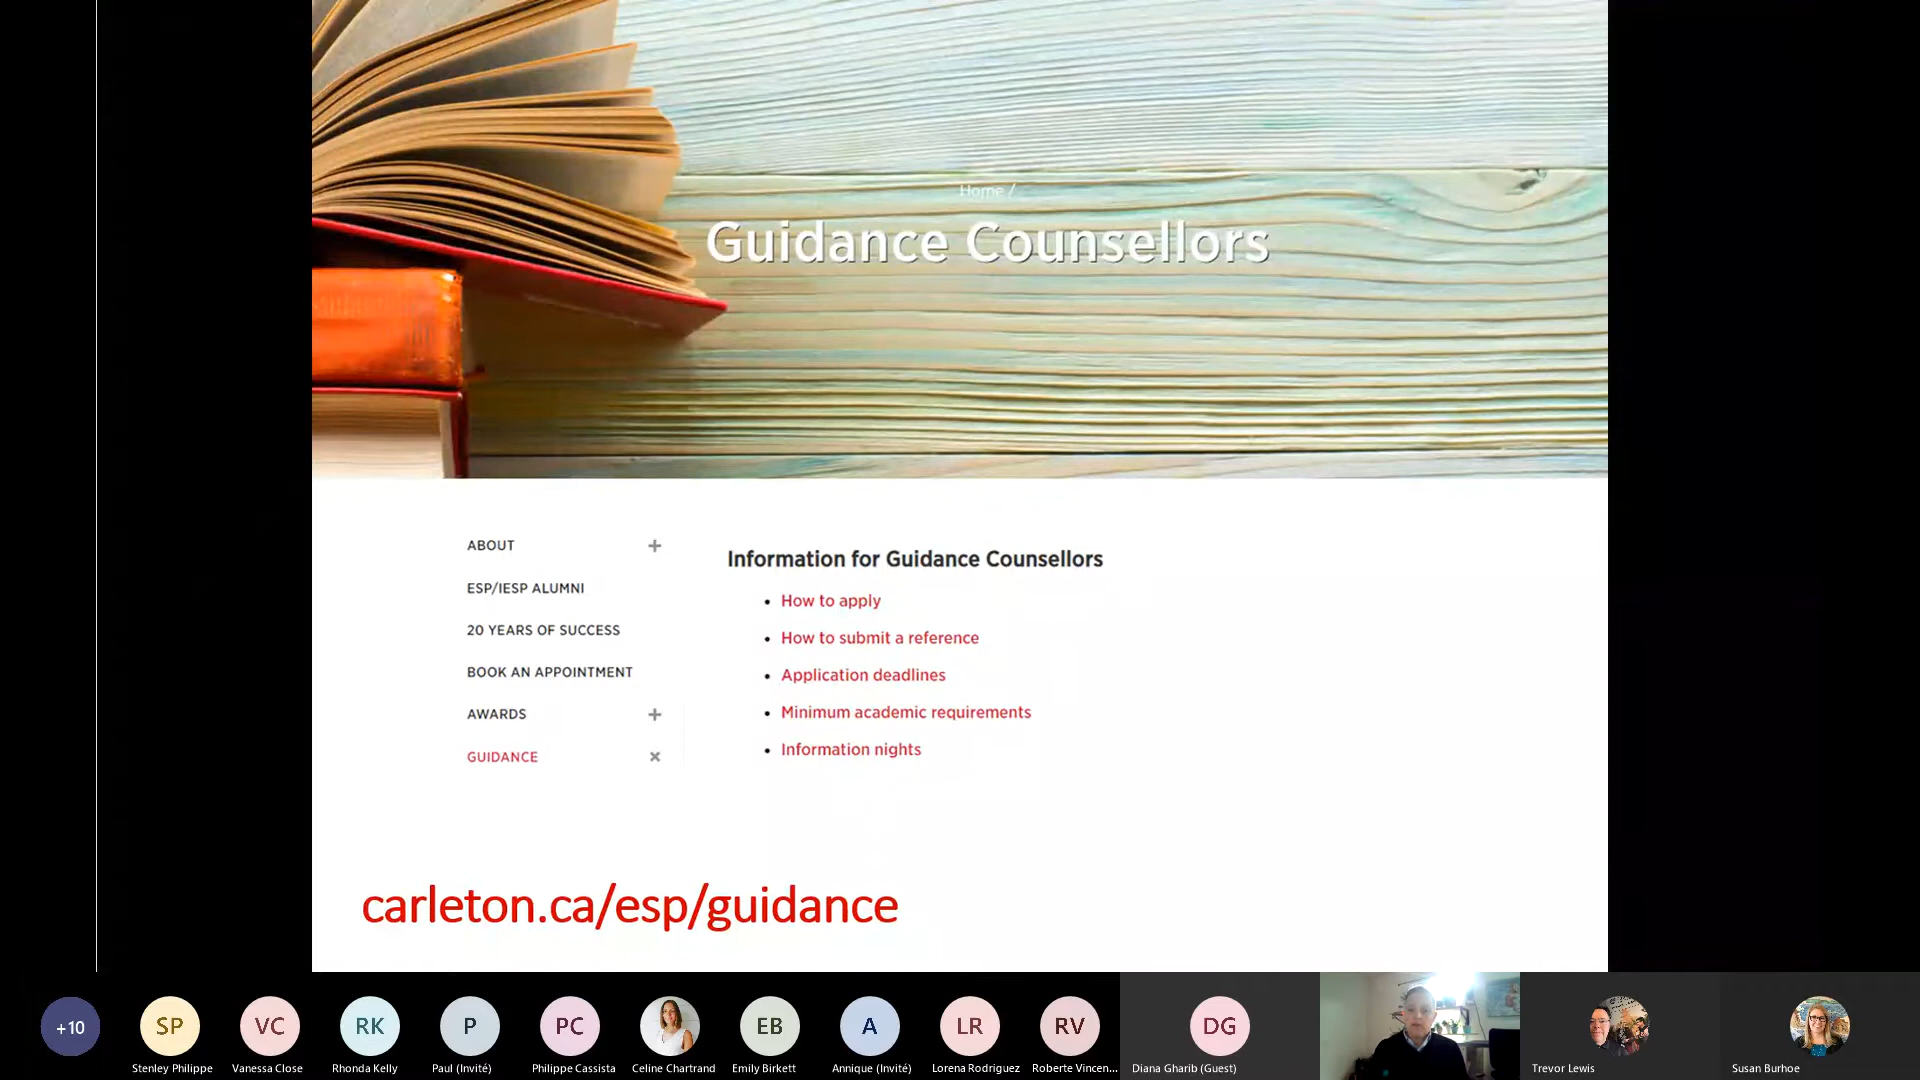 Home /
Guidance Counsellors
ABOUT
ESP/IESP ALUMNI
20 YEARS OF SUCCESS
BOOK AN APPOINTMENT
AWARDS
GUIDANCE
Information for Guidance Counsellors
How to apply
How to submit a reference
Application deadlines
Minimum academic requirements
Information nights
carleton.ca/esp/guidance
+10
SP
VC
RK
P
PC
EB
A
LR
RV
DG
Stenley Philippe
Vanessa Close
Rhonda Kelly
Paul (Invité)
Philippe Cassista
Celine Chartrand
Emily Birkett
Annique (Invité)
Lorena Rodriguez
Roberte Vincen...
Diana Gharib (Guest)
Trevor Lewis
Susan Burhoe